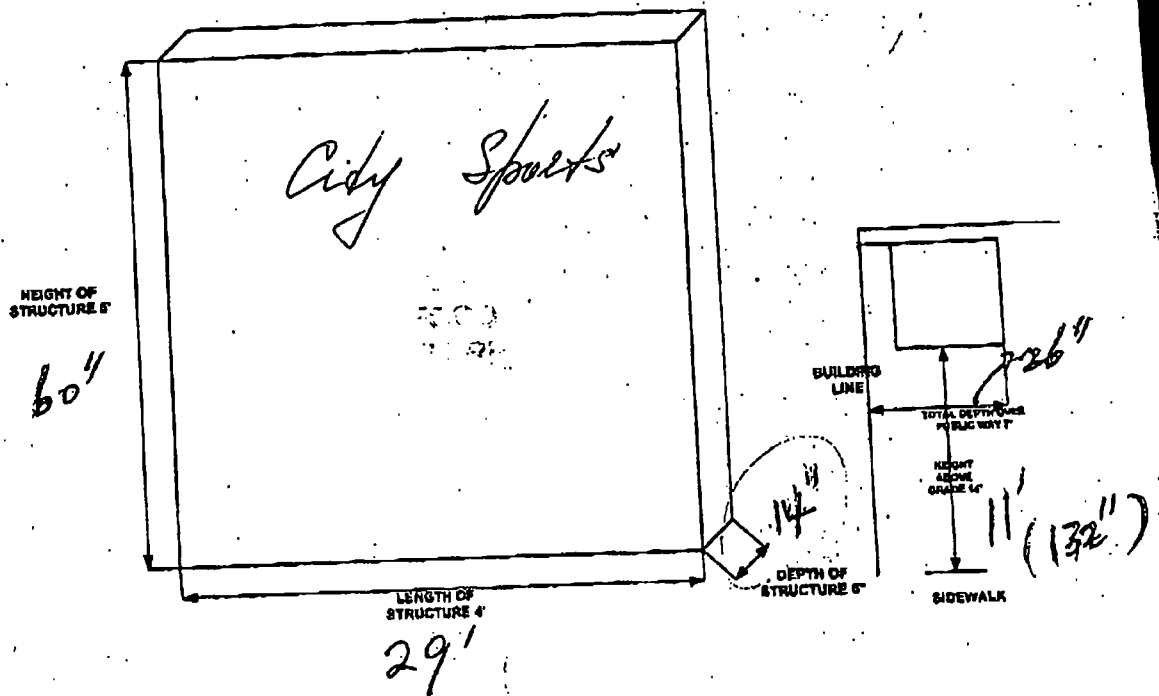 City Sports
HEIGHT OF
STRUCTURE 5'
60"
LENGTH OF
STRUCTURE 4'
29'
14"
DEPTH OF
STRUCTURE 6"
BUILDING
LINE
26"
TOTAL DEPTH OVER
PUBLIC WAY
HEIGHT
ABOVE
GRADE 14'
11'
(132")
SIDEWALK